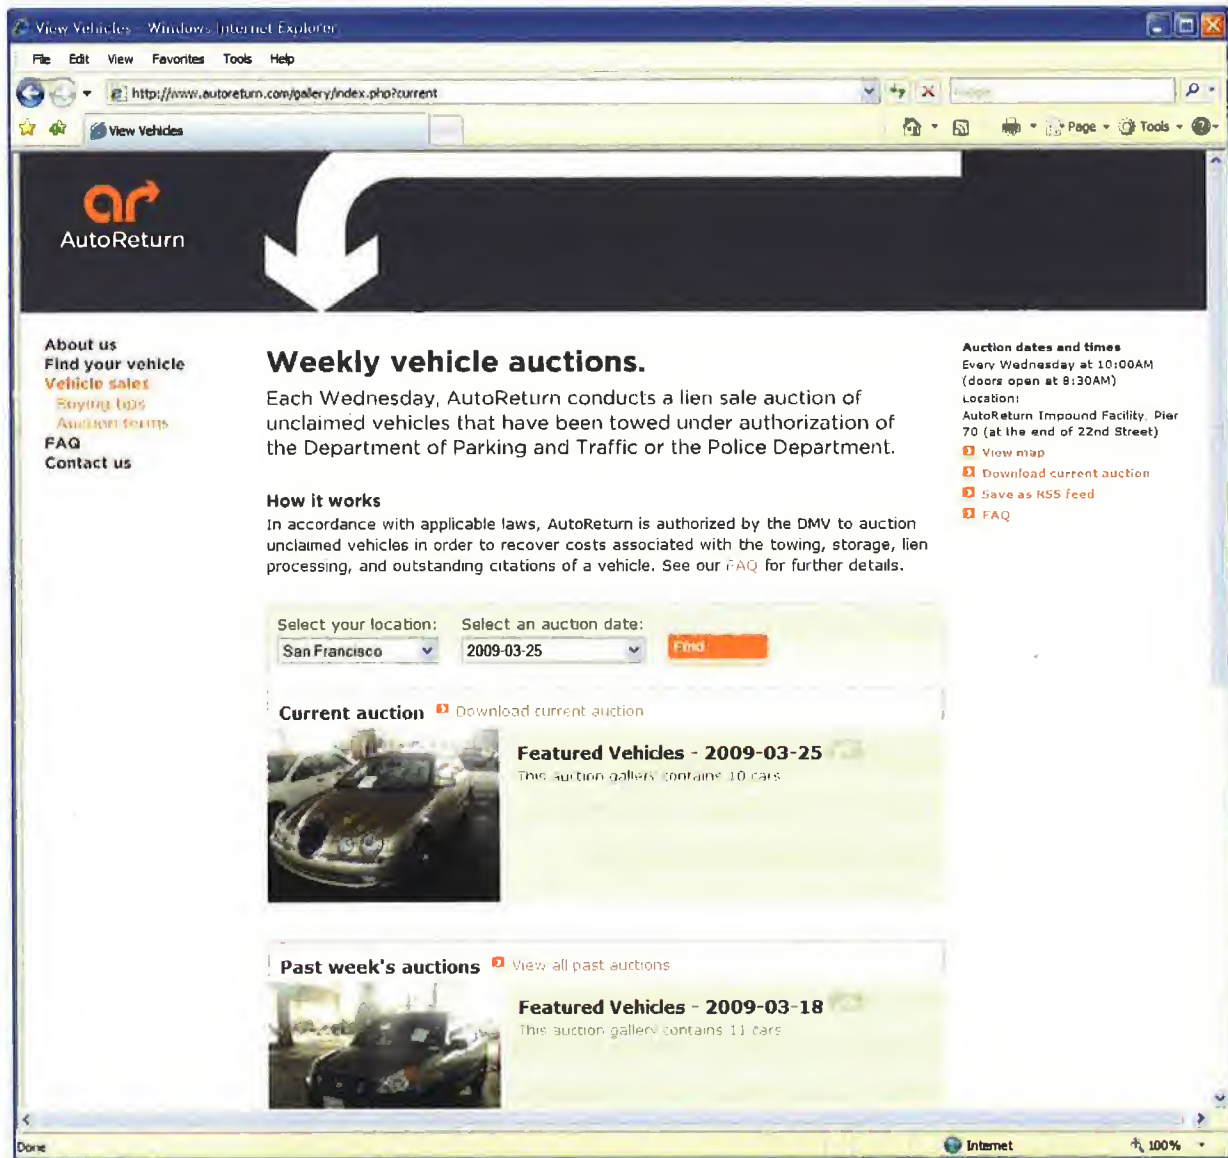 View Vehicles - Windows Internet Explorer
File Edit View Favorites Tools Help
http://www.autoreturn.com/gallery/index.php?current
View Vehicles
Page Tools
ar
AutoReturn
About us
Find your vehicle
Vehicle sales
Buying tips
Auction terms
FAQ
Contact us
Weekly vehicle auctions.
Each Wednesday, AutoReturn conducts a lien sale auction of
unclaimed vehicles that have been towed under authorization of
the Department of Parking and Traffic or the Police Department.
How it works
In accordance with applicable laws, AutoReturn is authorized by the DMV to auction
unclaimed vehicles in order to recover costs associated with the towing, storage, lien
processing, and outstanding citations of a vehicle. See our FAQ for further details.
Select your location: Select an auction date:
San Francisco 2009-03-25 Find
Current auction Download current auction
Featured Vehicles - 2009-03-25
This auction gallery contains 10 cars
Past week's auctions View all past auctions
Featured Vehicles - 2009-03-18
This auction gallery contains 11 cars
Auction dates and times
Every Wednesday at 10:00AM
(doors open at 8:30AM)
Location:
AutoReturn Impound Facility, Pier
70 (at the end of 22nd Street)
View map
Download current auction
Save as RSS feed
FAQ
Done Internet 100%